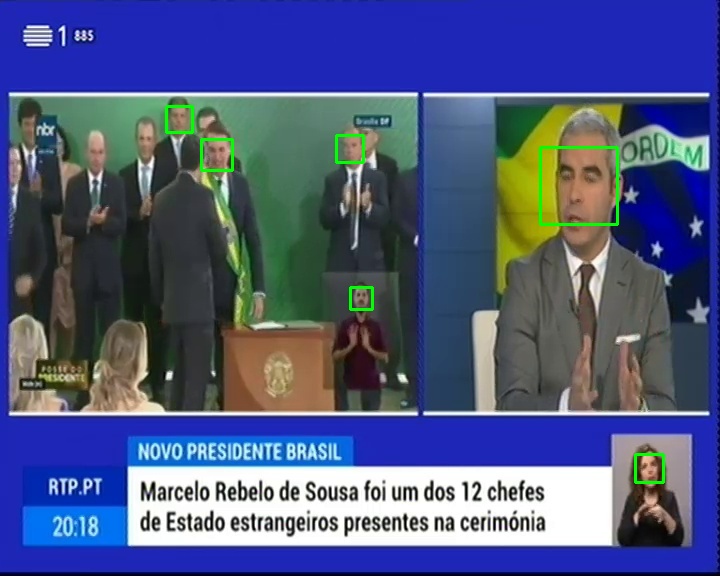 1 885
nbr
Brasília DF
ORDEM
POSSE DO
PRESIDENTE
NOVO PRESIDENTE BRASIL
RTP.PT
Marcelo Rebelo de Sousa foi um dos 12 chefes
20:18
de Estado estrangeiros presentes na cerimónia